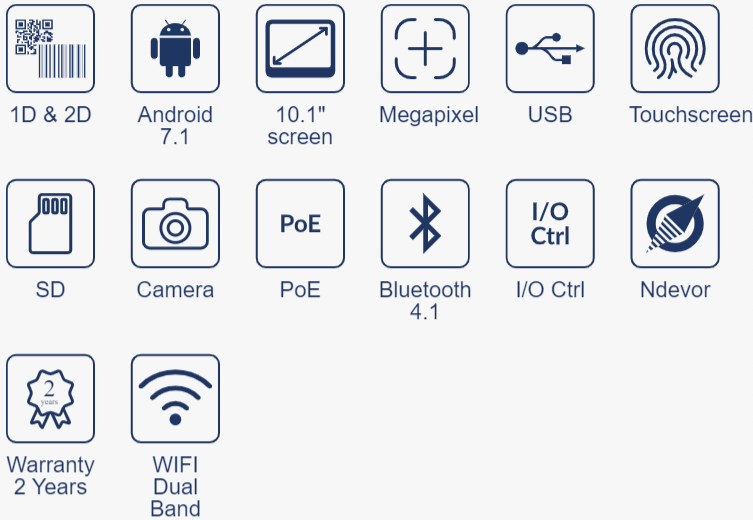 1D & 2D
Android
7.1
10.1"
screen
Megapixel
USB
Touchscreen
SD
Camera
PoE
PoE
Bluetooth
4.1
I/O
Ctrl
I/O Ctrl
Ndevor
2
years
Warranty
2 Years
WIFI
Dual
Band